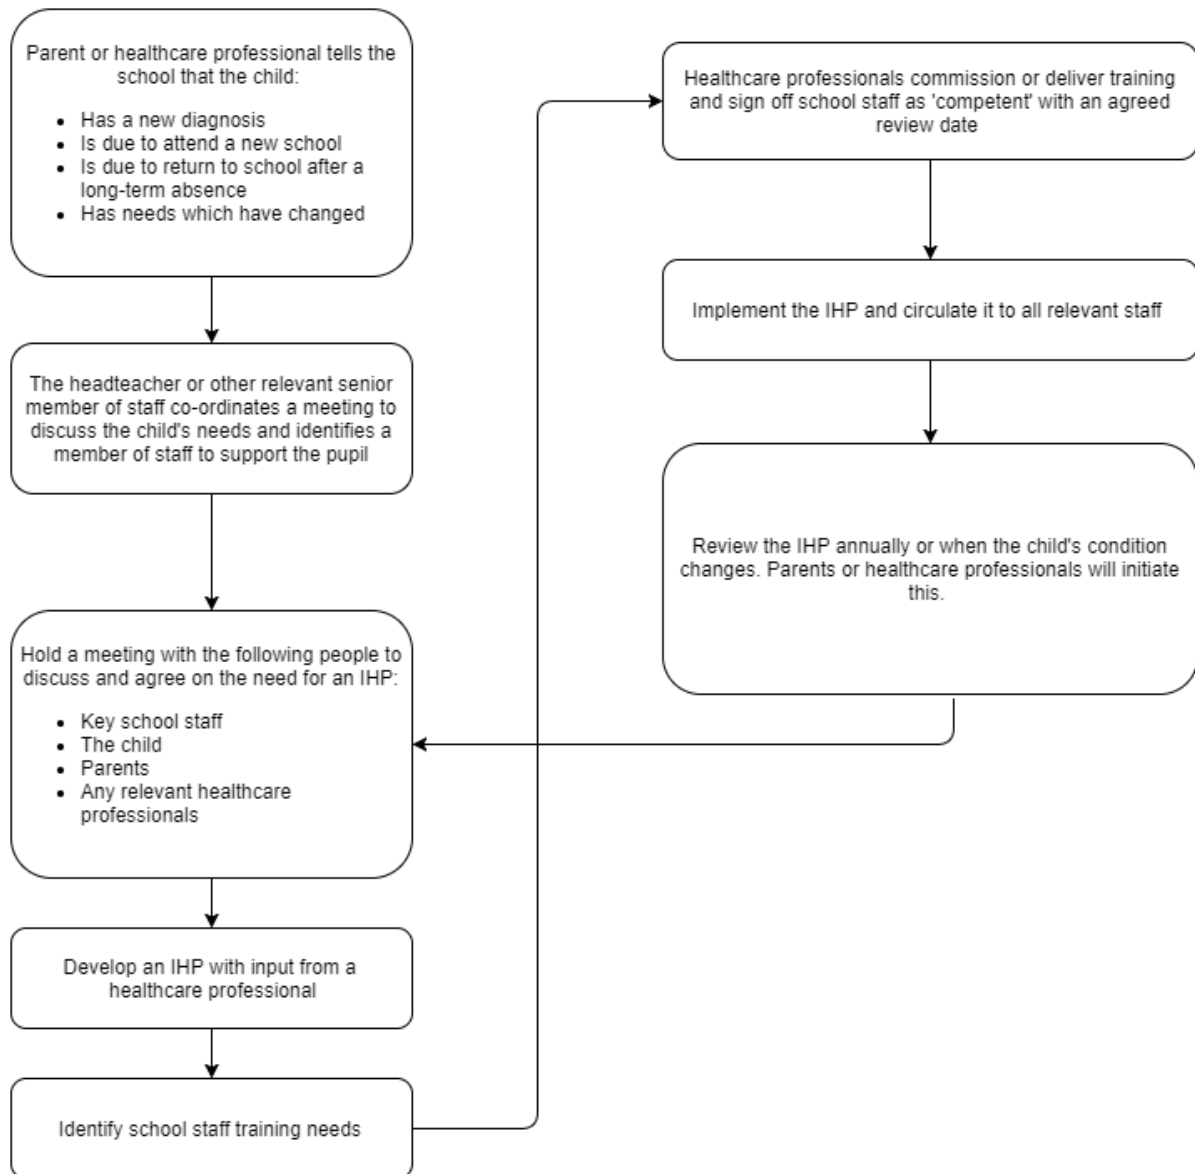 Parent or healthcare professional tells the
school that the child:
• Has a new diagnosis
• Is due to attend a new school
• Is due to return to school after a
long-term absence
• Has needs which have changed
The headteacher or other relevant senior
member of staff co-ordinates a meeting to
discuss the child's needs and identifies a
member of staff to support the pupil
Hold a meeting with the following people to
discuss and agree on the need for an IHP:
• Key school staff
• The child
• Parents
• Any relevant healthcare
professionals
Develop an IHP with input from a
healthcare professional
Identify school staff training needs
Healthcare professionals commission or deliver training
and sign off school staff as 'competent' with an agreed
review date
Implement the IHP and circulate it to all relevant staff
Review the IHP annually or when the child's condition
changes. Parents or healthcare professionals will initiate
this.